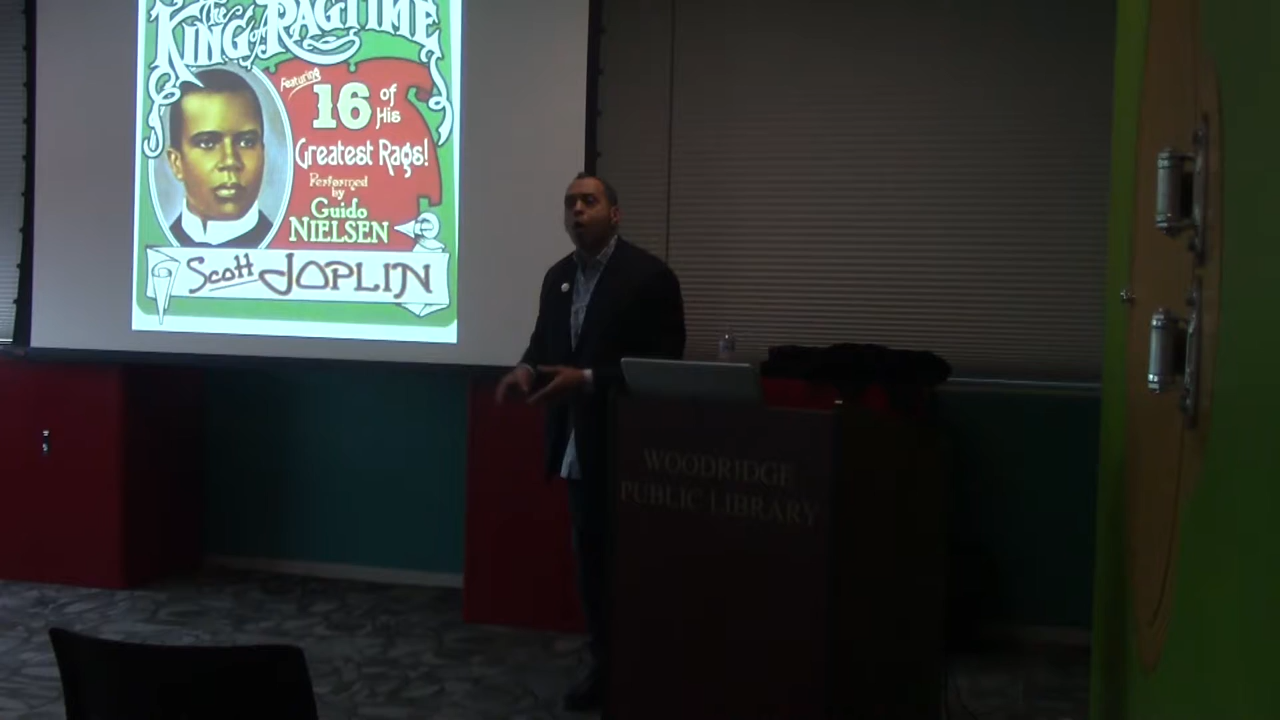 The
KING of RAGTIME
Featuring
16 of His
Greatest Rags!
Performed
by
Guido
NIELSEN
Scott JOPLIN
WOODRIDGE
PUBLIC LIBRARY